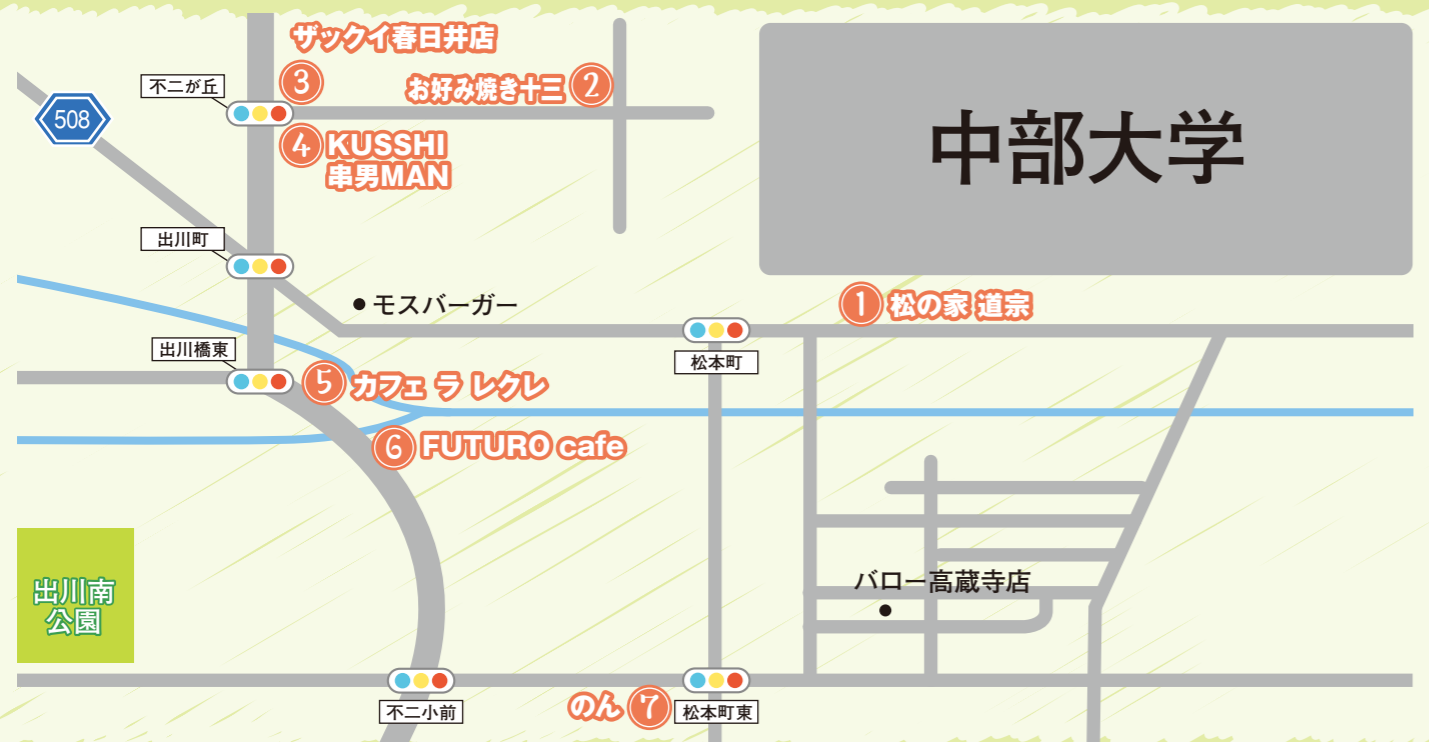 ザックイ春日井店
3
不二が丘
お好み焼き十三 2
508
4 KUSSHI
串男MAN
中部大学
出川町
モスバーガー
1 松の家 道宗
出川橋東
松本町
5 カフェ ラ レクレ
6 FUTURO cafe
出川南
公園
バロー高蔵寺店
不二小前
のん 7
松本町東